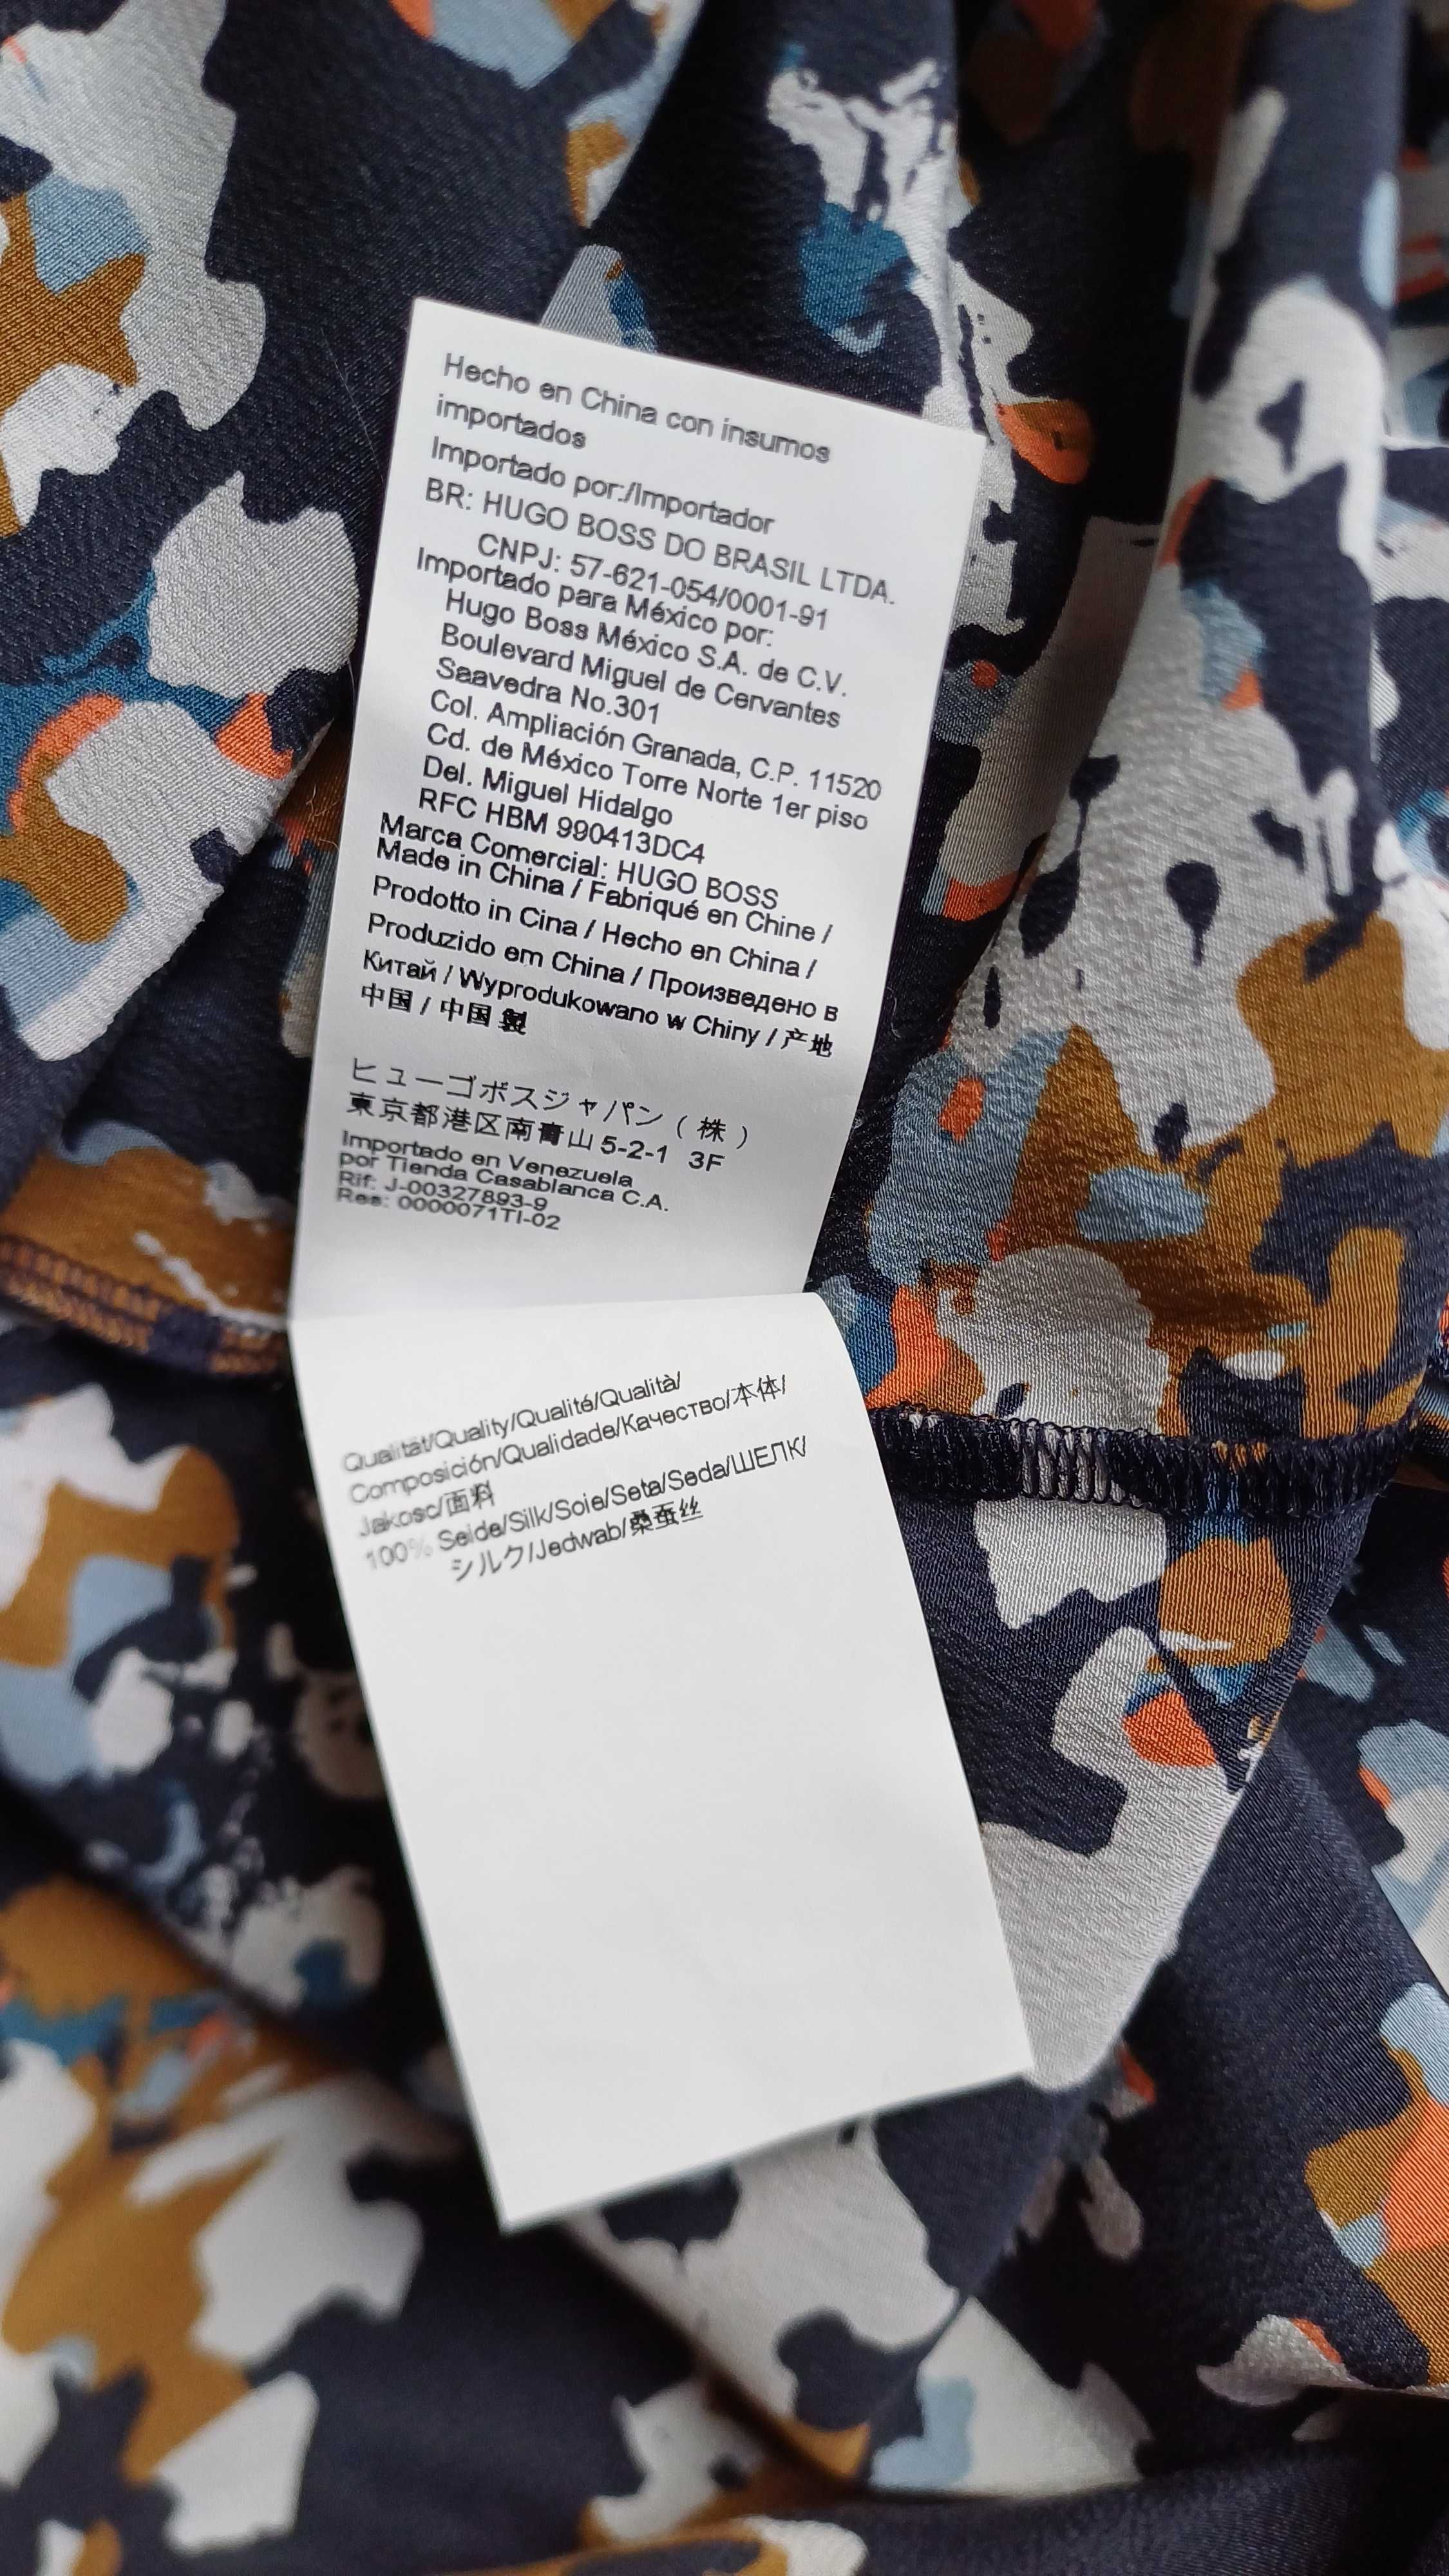 Hecho en China con insumos
importados
Importado por:/Importador
BR: HUGO BOSS DO BRASIL LTDA.
CNPJ: 57-621-054/0001-91
Importado para México por:
Hugo Boss México S.A. de C.V.
Boulevard Miguel de Cervantes
Saavedra No.301
Col. Ampliación Granada, C.P. 11520
Cd. de México Torre Norte 1er piso
Del. Miguel Hidalgo
RFC HBM 990413DC4
Marca Comercial: HUGO BOSS
Made in China / Fabriqué en Chine /
Prodotto in Cina / Hecho en China /
Produzido em China / Произведено в
Китай / Wyprodukowano w Chiny / 产地
中国 / 中国 製
ヒューゴボスジャパン ( 株 )
東京都港区南青山 5-2-1 3F
Importado en Venezuela
por Tienda Casablanca C.A.
Rif: J-00327893-9
Res: 0000071TI-02
Qualität/Quality/Qualité/Qualità/
Composición/Qualidade/Качество/本体/
Jakosc/面料
100% Seide/Silk/Soie/Seta/Seda/ШЕЛК/
シルク/Jedwab/桑蚕丝